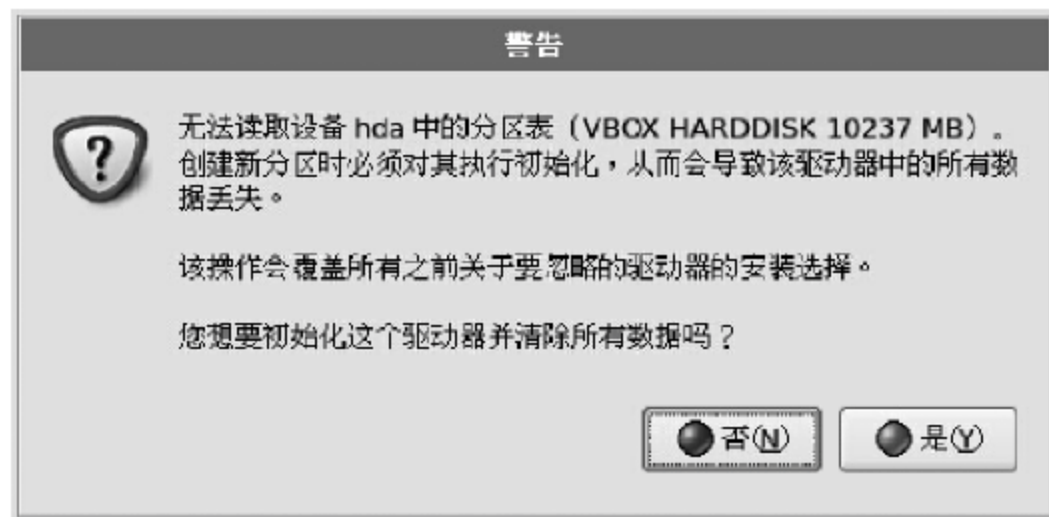 警告
无法读取设备 hda 中的分区表（VBOX HARDDISK 10237 MB）。
创建新分区时必须对其执行初始化，从而会导致该驱动器中的所有数
据丢失。
该操作会覆盖所有之前关于要忽略的驱动器的安装选择。
您想要初始化这个驱动器并清除所有数据吗？
否(N) 是(Y)